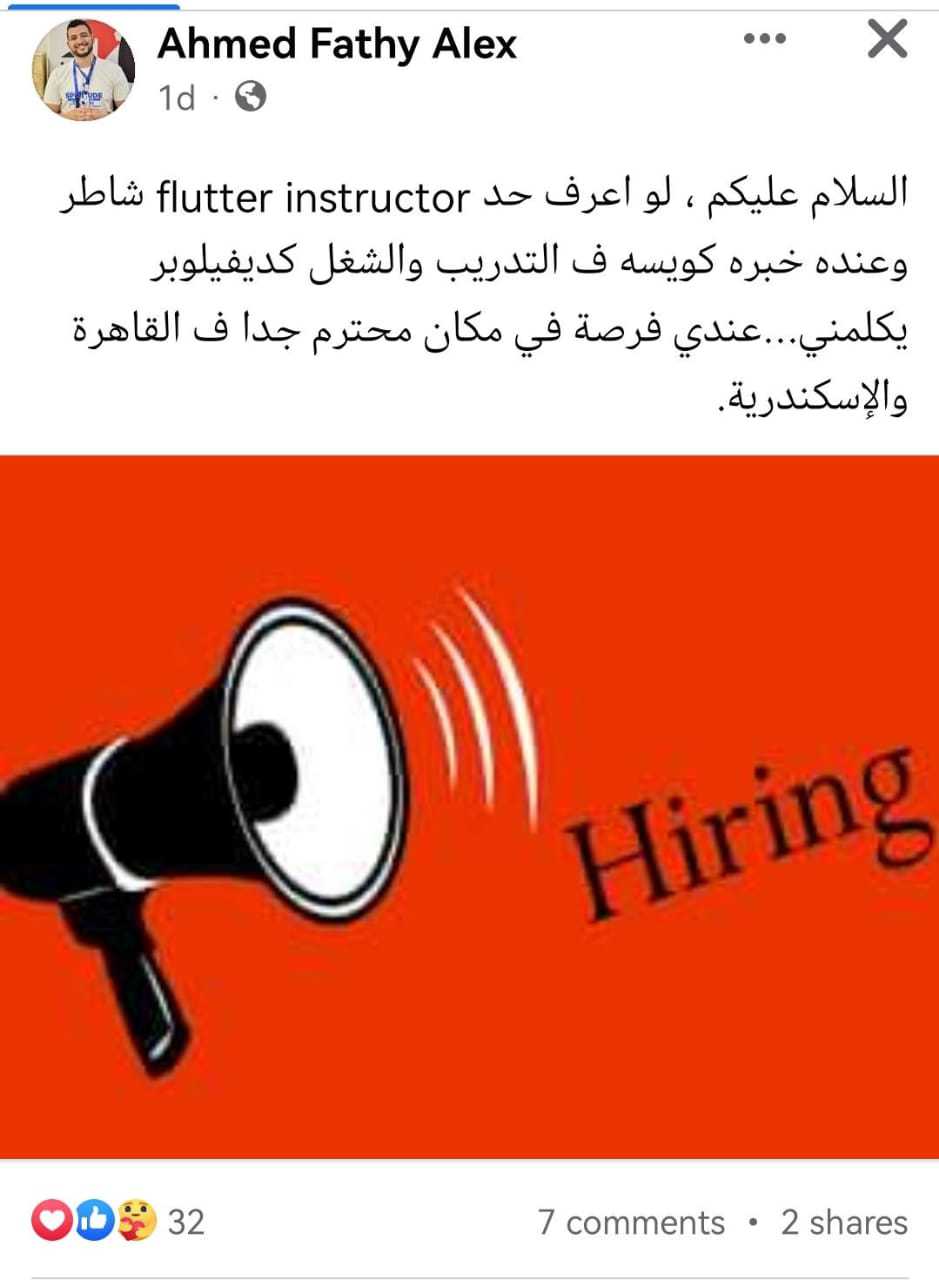 Ahmed Fathy Alex
1d ·
السلام عليكم ، لو اعرف حد flutter instructor شاطر
وعنده خبره كويسه ف التدريب والشغل كديفيلوبر
يكلمني...عندي فرصة في مكان محترم جدا ف القاهرة
والإسكندرية.
Hiring
32
7 comments • 2 shares